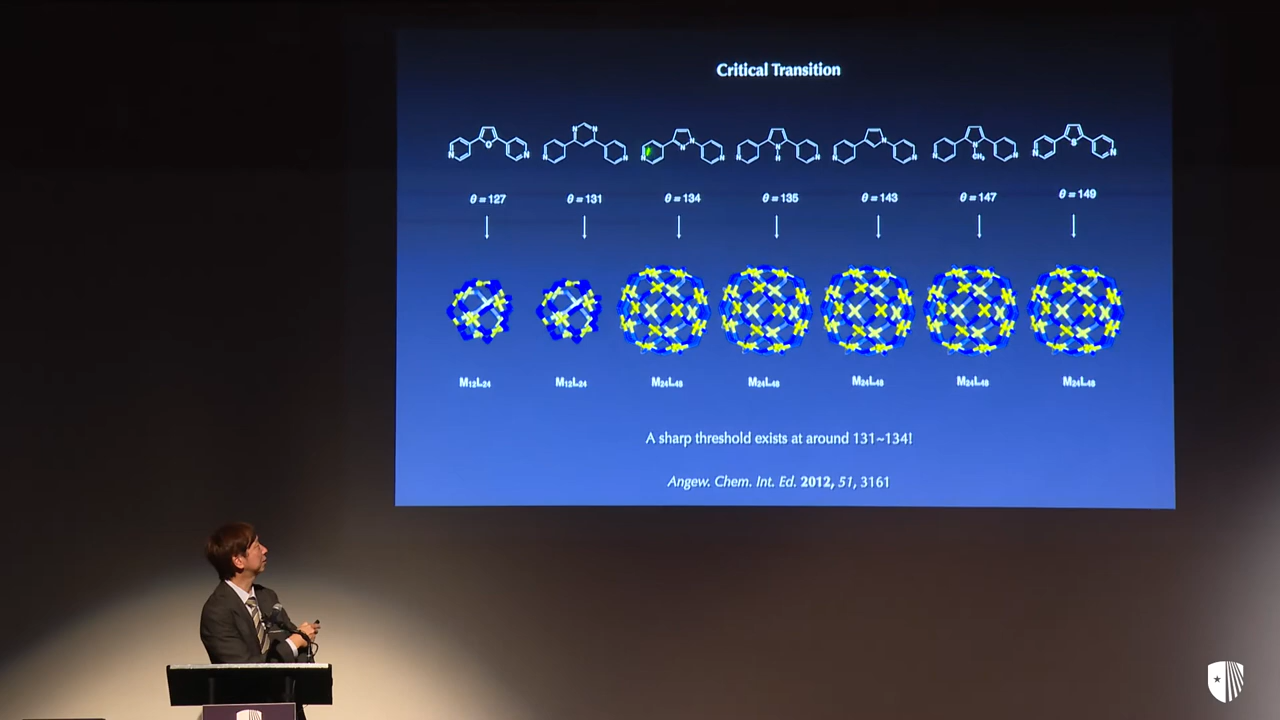 Critical Transition
N O N
N N N N
N N N N
N N H N
N N N
N N CH₃ N
N S N
θ = 127 θ = 131 θ = 134 θ = 135 θ = 143 θ = 147 θ = 149
M₁₂L₂₄ M₁₂L₂₄ M₂₄L₄₈ M₂₄L₄₈ M₂₄L₄₈ M₂₄L₄₈ M₂₄L₄₈
A sharp threshold exists at around 131~134!
Angew. Chem. Int. Ed. 2012, 51, 3161